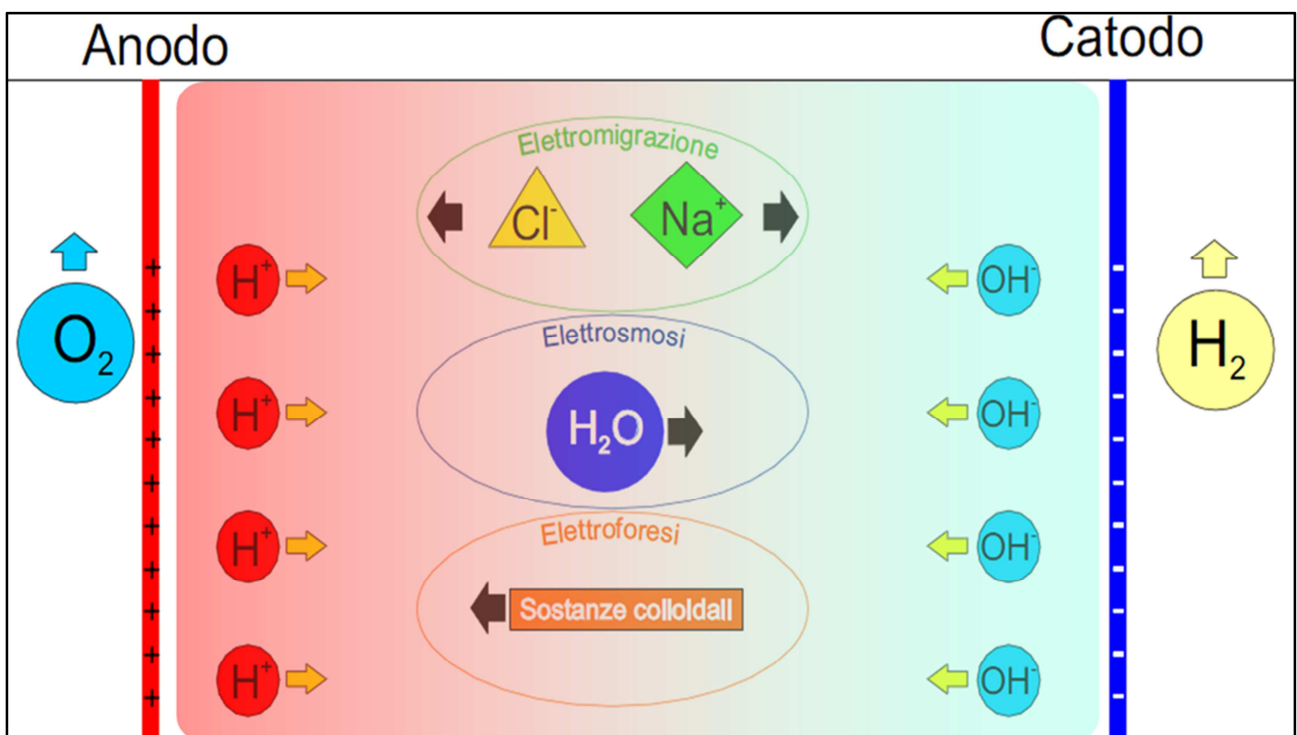 Anodo
Catodo
Elettromigrazione
Cl-
Na+
H+
OH-
O2
H2
Elettrosmosi
H2O
H+
OH-
Elettroforesi
H+
OH-
Sostanze colloidali
H+
OH-
+
+
+
+
+
+
+
+
+
+
+
-
-
-
-
-
-
-
-
-
-
-